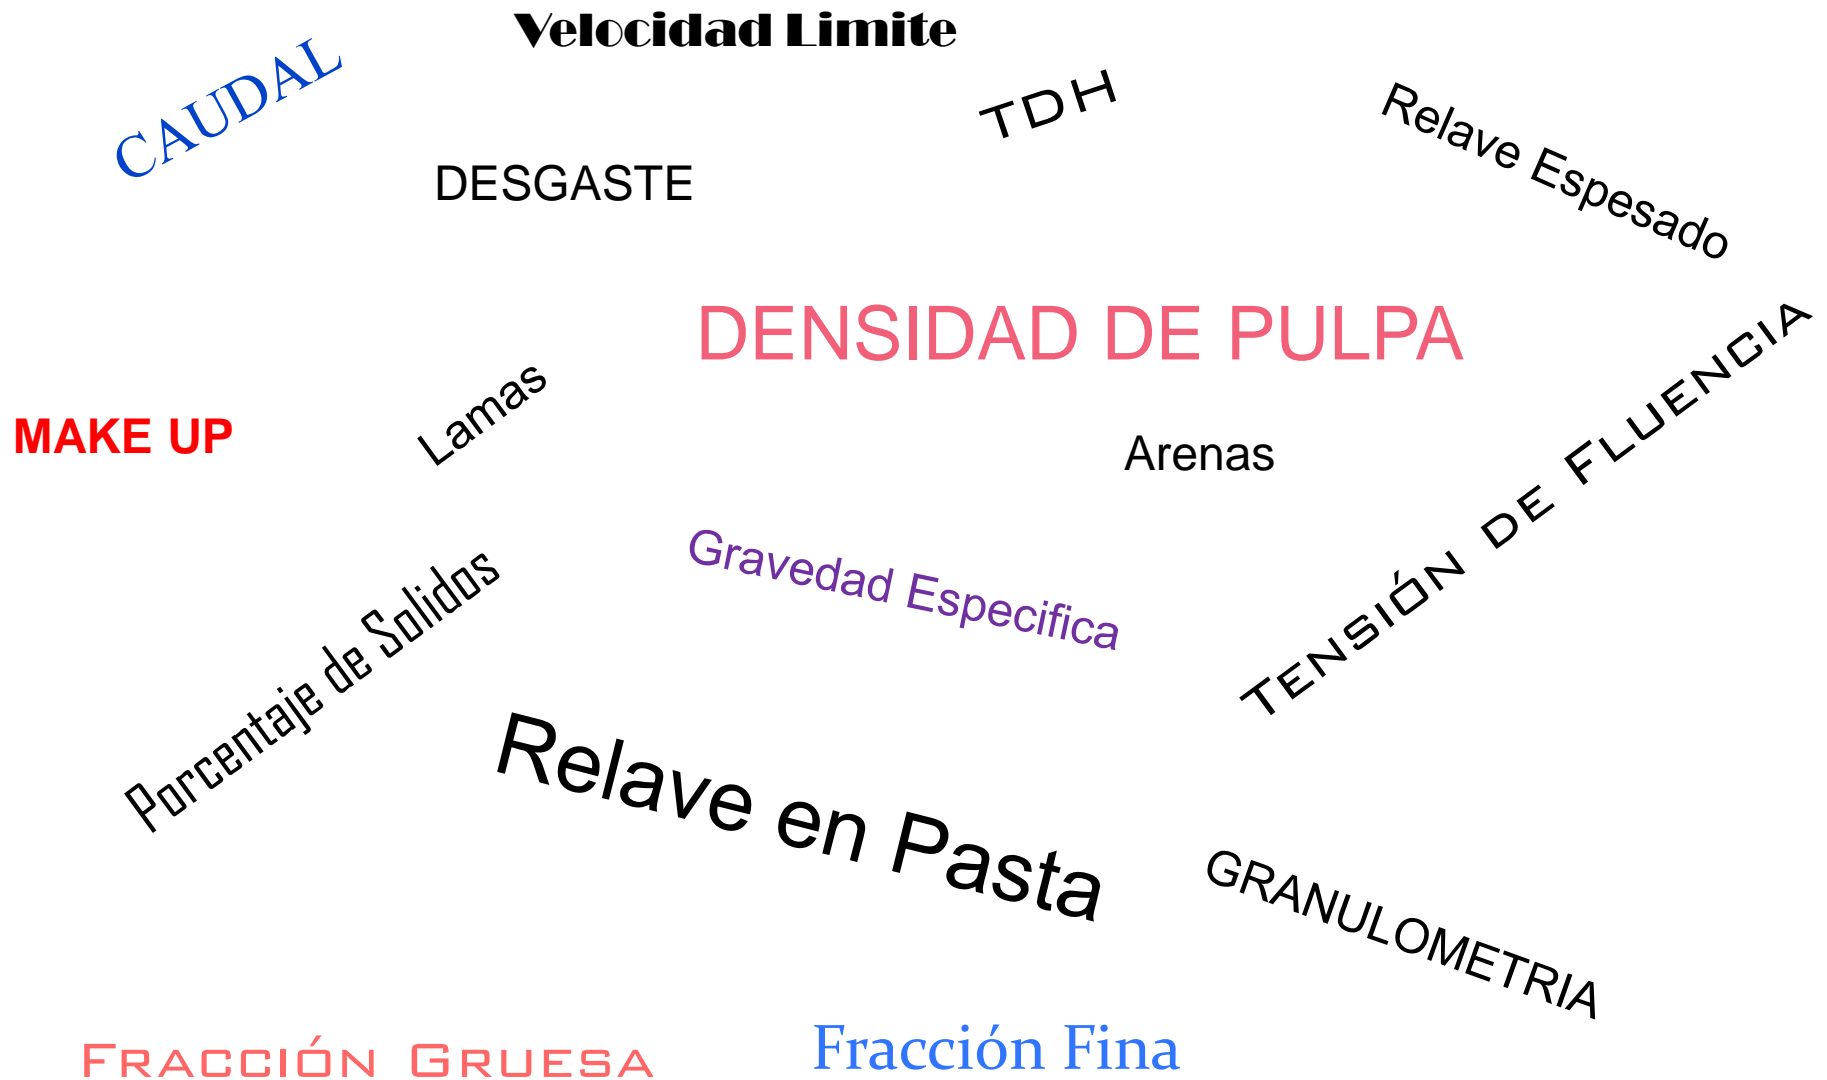 Velocidad Limite
CAUDAL
TDH
Relave Espesado
DESGASTE
DENSIDAD DE PULPA
Lamas
MAKE UP
Arenas
TENSIÓN DE FLUENCIA
Gravedad Especifica
Porcentaje de Solidos
Relave en Pasta
GRANULOMETRIA
FRACCIÓN GRUESA
Fracción Fina